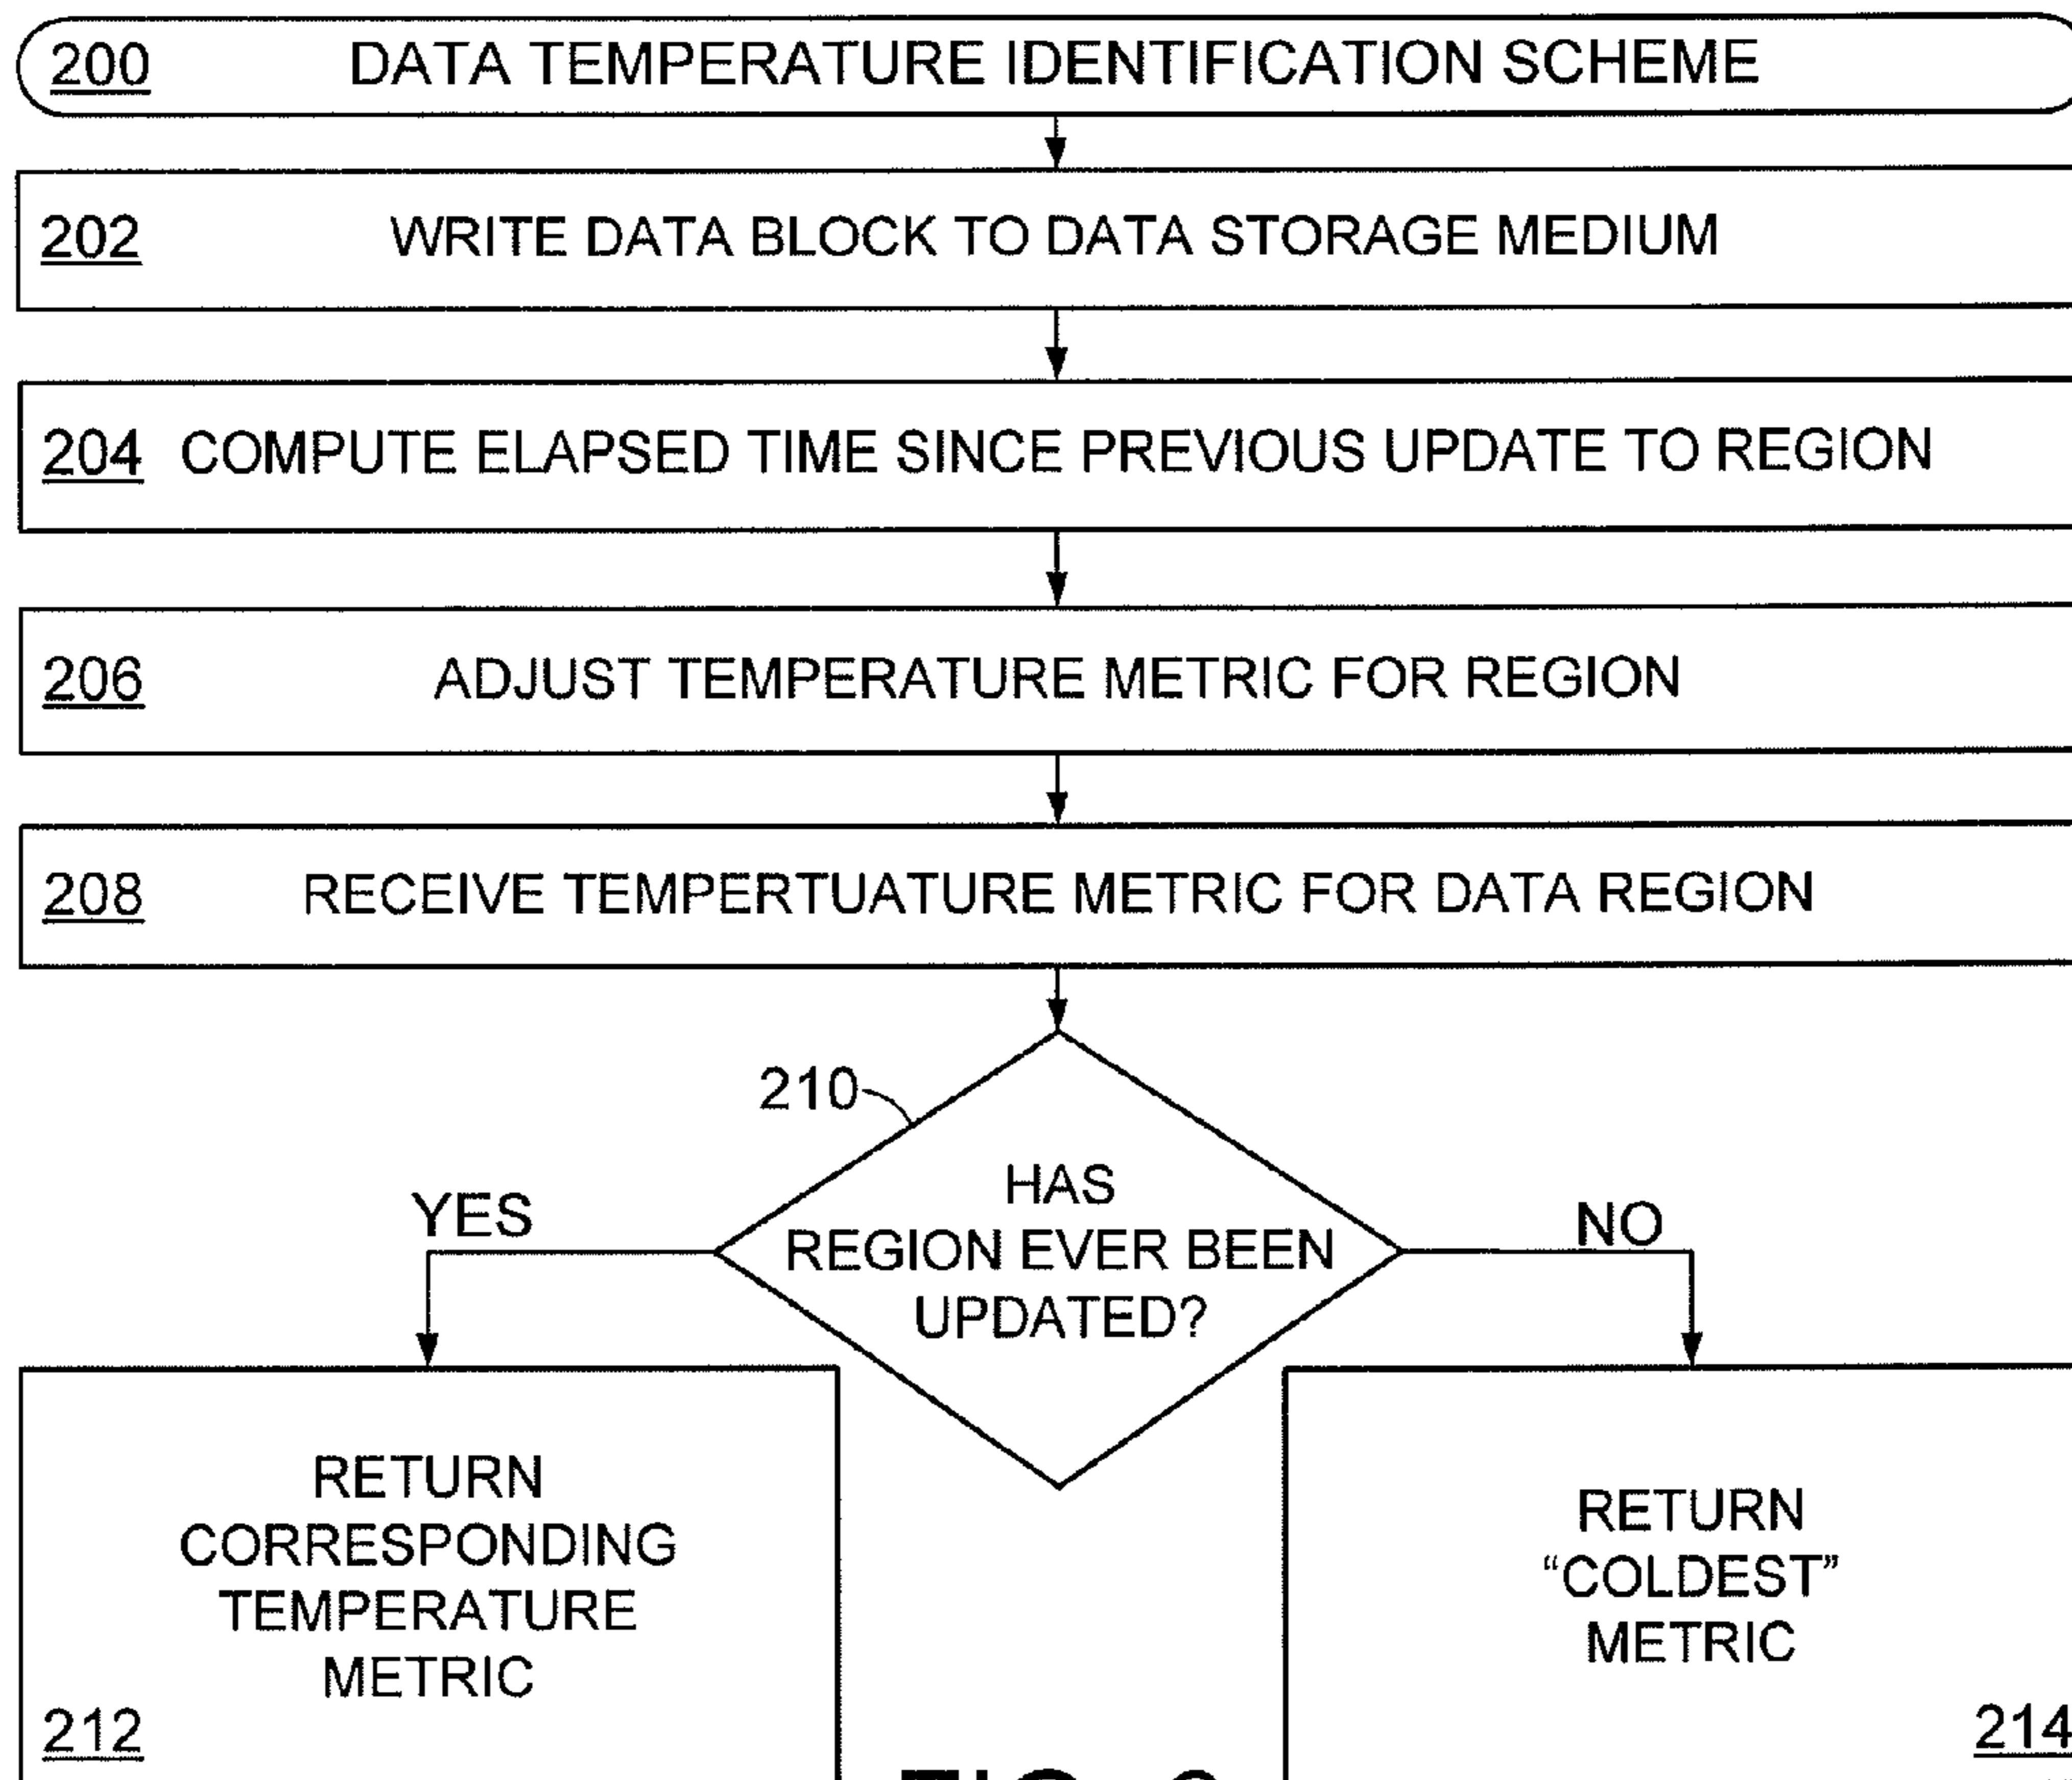 200 DATA TEMPERATURE IDENTIFICATION SCHEME
202 WRITE DATA BLOCK TO DATA STORAGE MEDIUM
204 COMPUTE ELAPSED TIME SINCE PREVIOUS UPDATE TO REGION
206 ADJUST TEMPERATURE METRIC FOR REGION
208 RECEIVE TEMPERTUATURE METRIC FOR DATA REGION
210
HAS
REGION EVER BEEN
UPDATED?
YES
NO
RETURN
CORRESPONDING
TEMPERATURE
METRIC
212
RETURN
“COLDEST”
METRIC
214